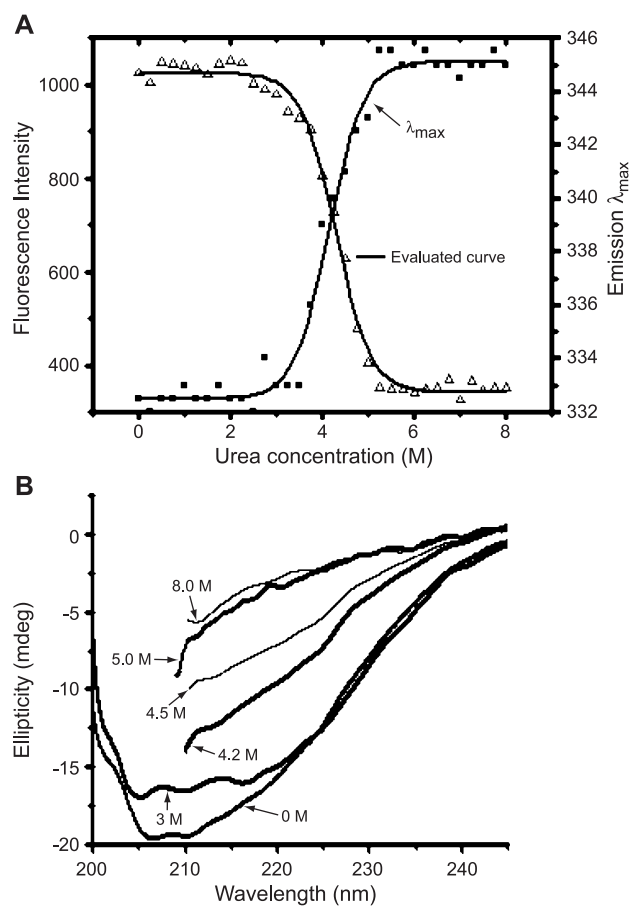 A
1000
800
600
400
Fluorescence Intensity
346
344
342
340
338
336
334
332
Emission λmax
λmax
Evaluated curve
0
2
4
6
8
Urea concentration (M)
B
0
-5
-10
-15
-20
Ellipticity (mdeg)
8.0 M
5.0 M
4.5 M
4.2 M
3 M
0 M
200
210
220
230
240
Wavelength (nm)